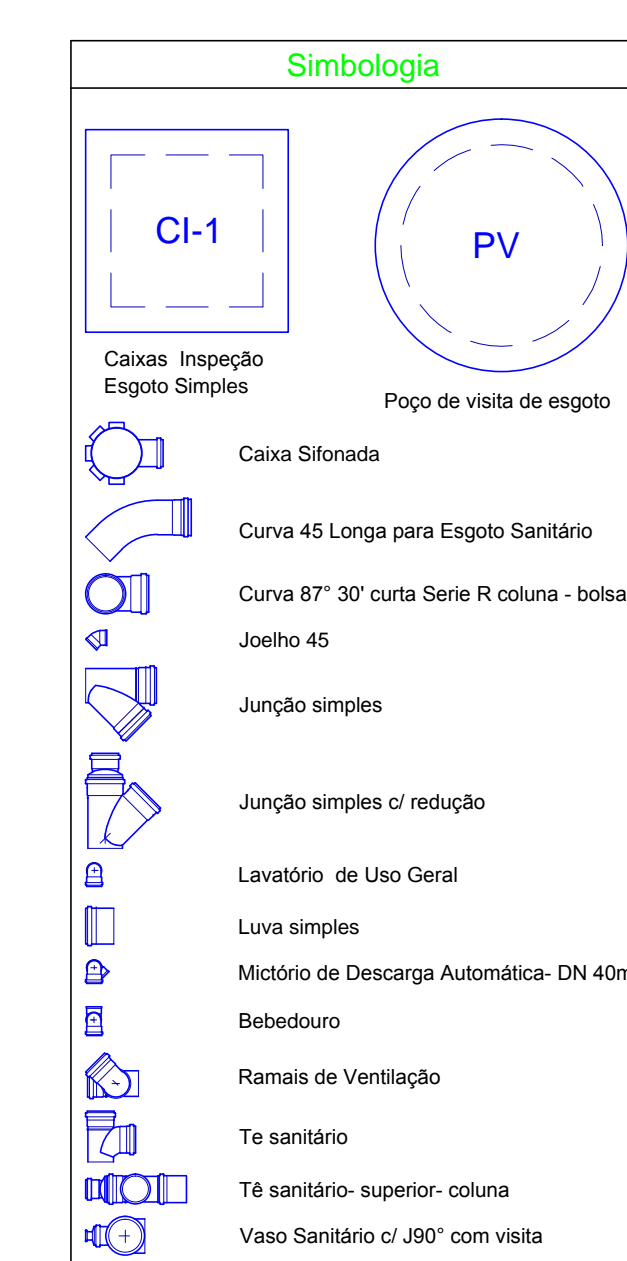 Simbologia
CI-1
PV
Caixas Inspeção
Esgoto Simples
Poço de visita de esgoto
Caixa Sifonada
Curva 45 Longa para Esgoto Sanitário
Curva 87° 30' curta Serie R coluna - bolsa
Joelho 45
Junção simples
Junção simples c/ redução
Lavatório de Uso Geral
Luva simples
Mictório de Descarga Automática- DN 40m
Bebedouro
Ramais de Ventilação
Te sanitário
Tê sanitário- superior- coluna
Vaso Sanitário c/ J90° com visita